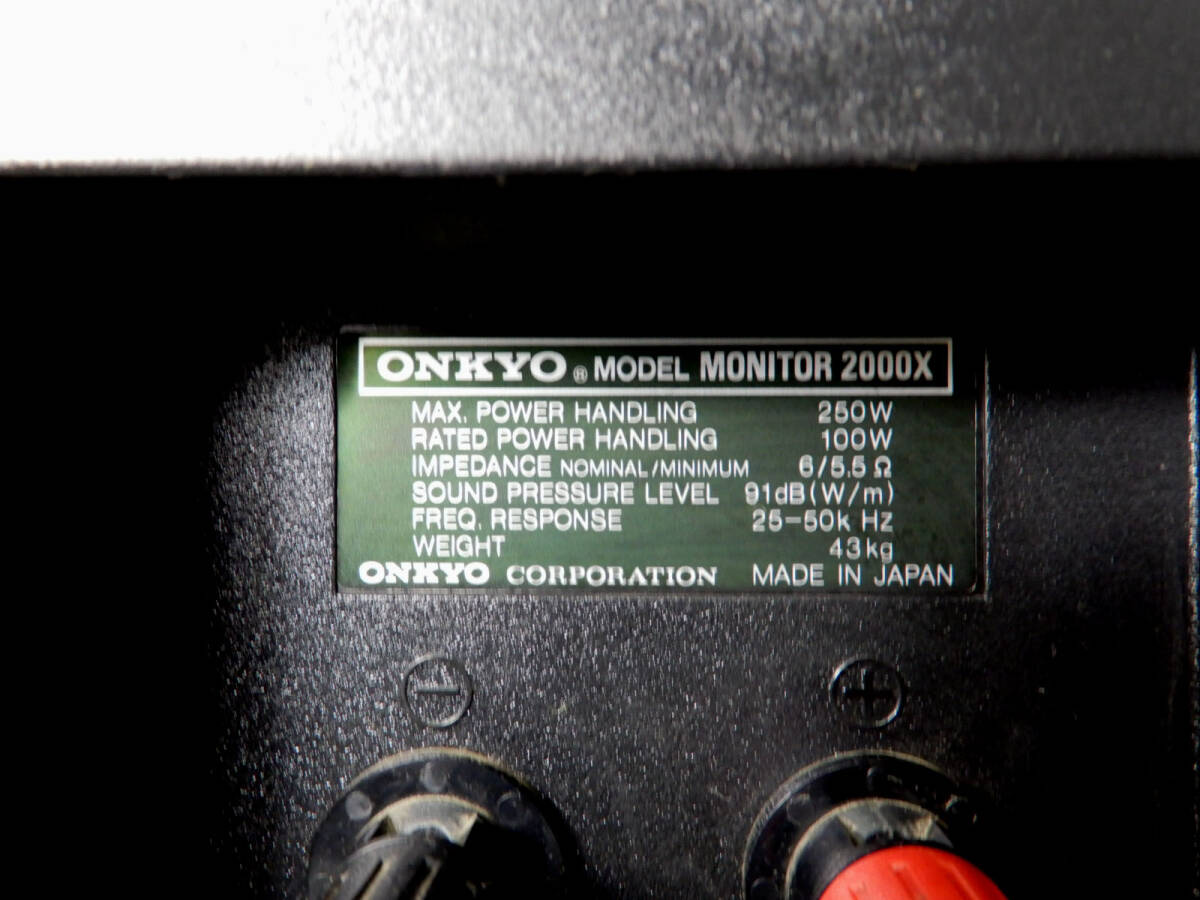 ONKYO® MODEL MONITOR 2000X
MAX. POWER HANDLING 250W
RATED POWER HANDLING 100W
IMPEDANCE NOMINAL/MINIMUM 6/5.5 Ω
SOUND PRESSURE LEVEL 91dB(W/m)
FREQ. RESPONSE 25-50k Hz
WEIGHT 43kg
ONKYO CORPORATION MADE IN JAPAN
− +